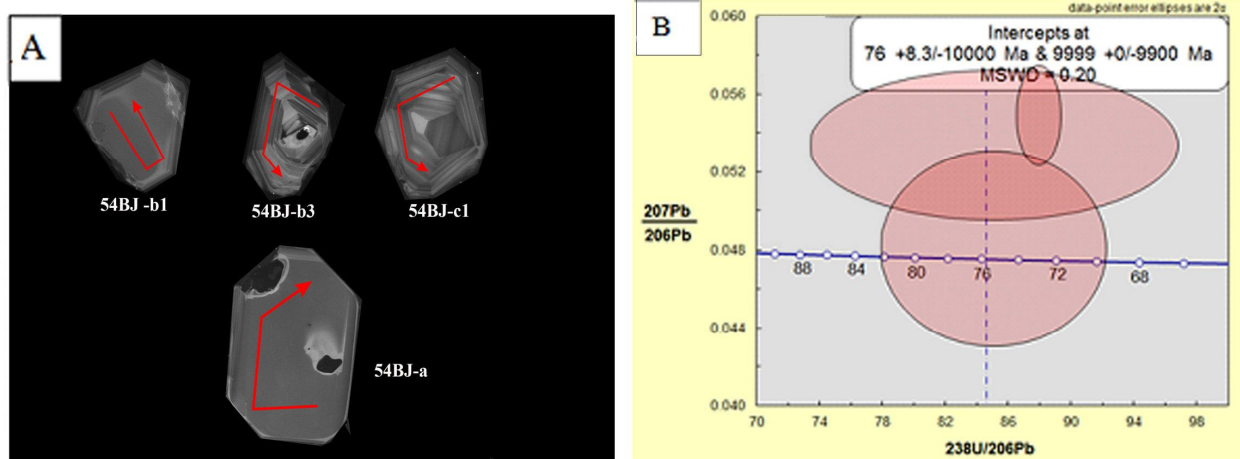 A
54BJ -b1
54BJ-b3
54BJ-c1
54BJ-a
B
data-point error ellipses are 2σ
Intercepts at
76 +8.3/-10000 Ma & 9999 +0/-9900 Ma
MSWD = 0.20
0.060
0.056
0.052
207Pb
206Pb
0.048
88 84 80 76 72 68
0.044
0.040
70 74 78 82 86 90 94 98
238U/206Pb